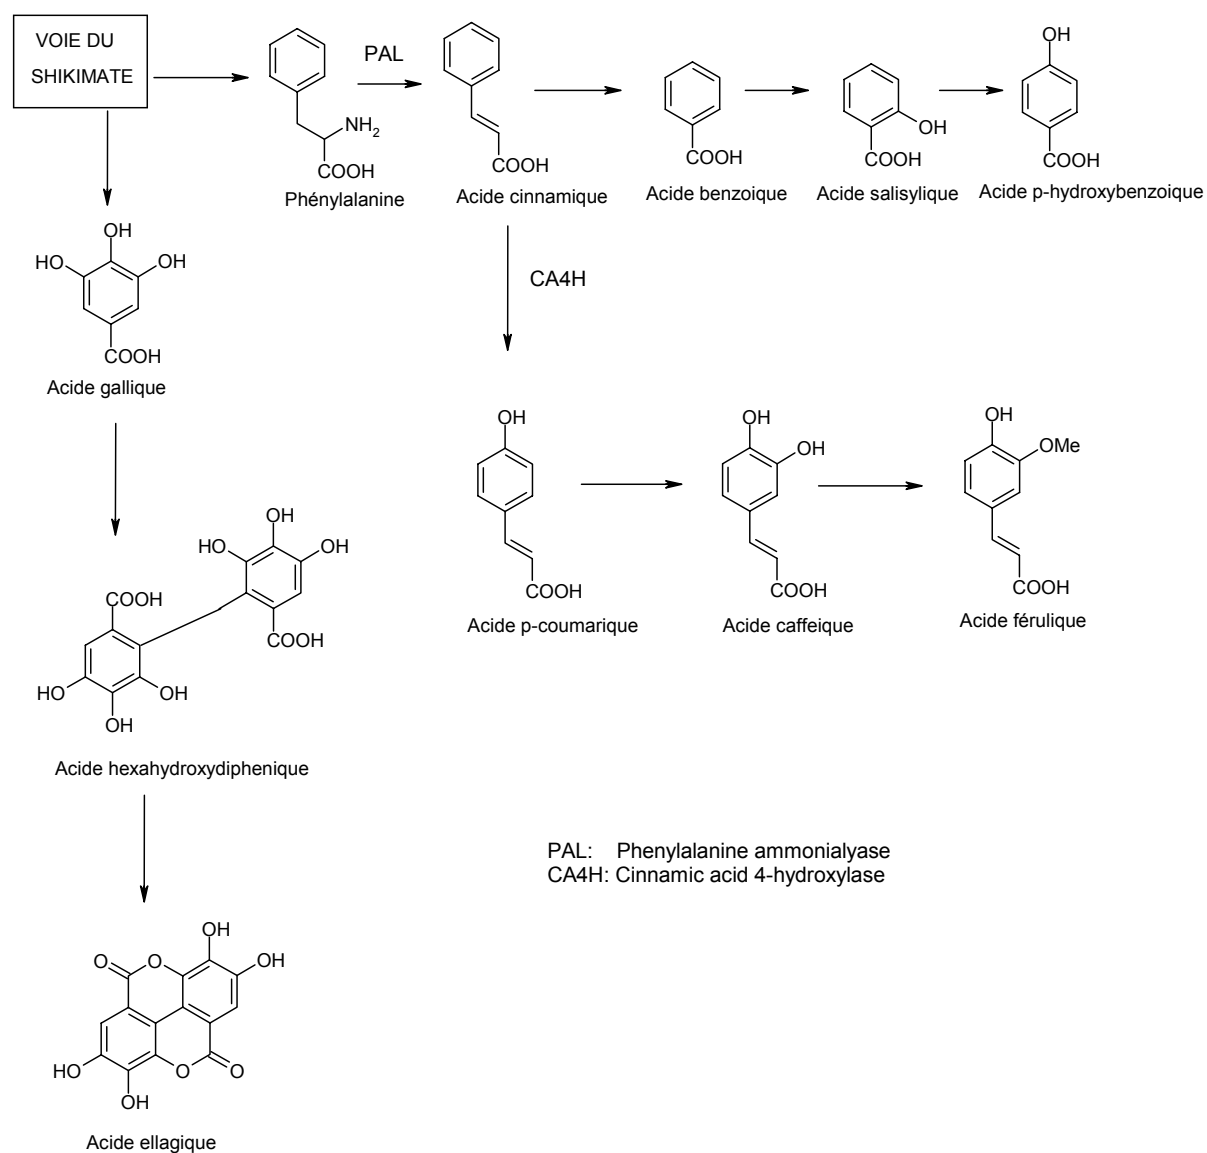 VOIE DU
SHIKIMATE
PAL
NH2
COOH
Phénylalanine
COOH
Acide cinnamique
COOH
Acide benzoique
OH
COOH
Acide salisylique
OH
COOH
Acide p-hydroxybenzoique
CA4H
OH
HO
OH
COOH
Acide gallique
OH
COOH
Acide p-coumarique
OH
OH
COOH
Acide caffeique
OH
OMe
COOH
Acide férulique
OH
HO
OH
COOH
COOH
HO
OH
OH
Acide hexahydroxydiphenique
PAL: Phenylalanine ammonialyase
CA4H: Cinnamic acid 4-hydroxylase
OH
O
O
OH
HO
O
O
OH
Acide ellagique